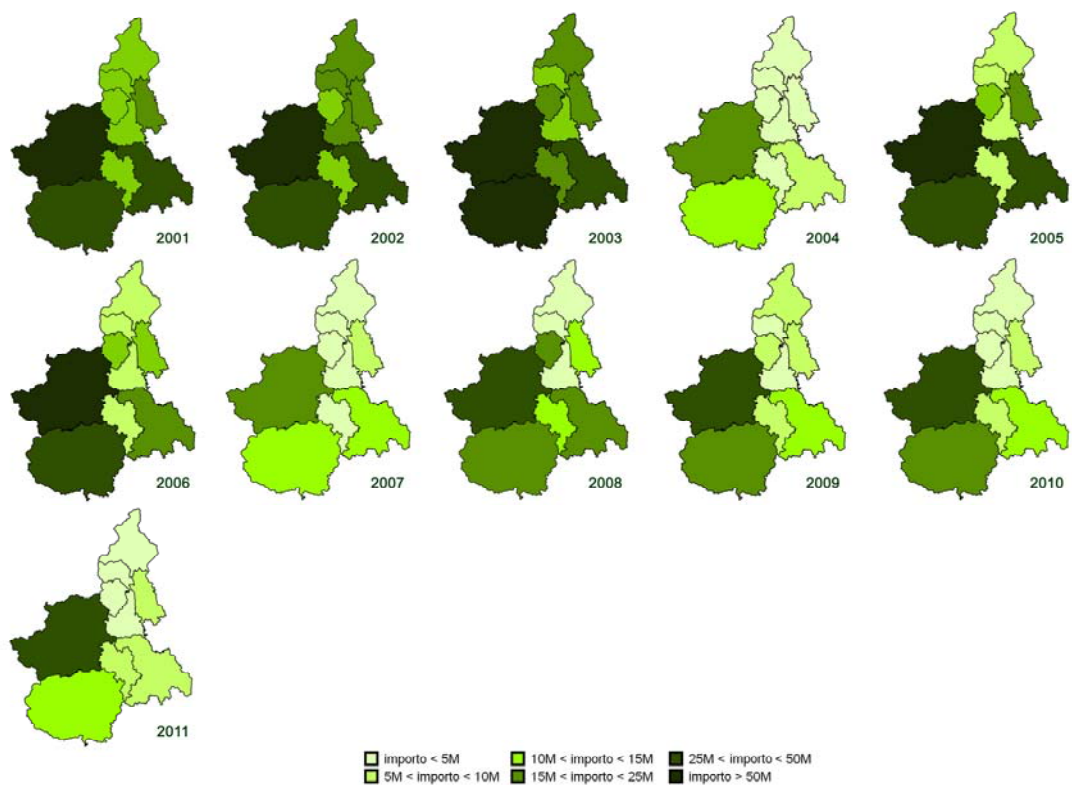 2001
2002
2003
2004
2005
2006
2007
2008
2009
2010
2011
importo < 5M
10M < importo < 15M
25M < importo < 50M
5M < importo < 10M
15M < importo < 25M
importo > 50M